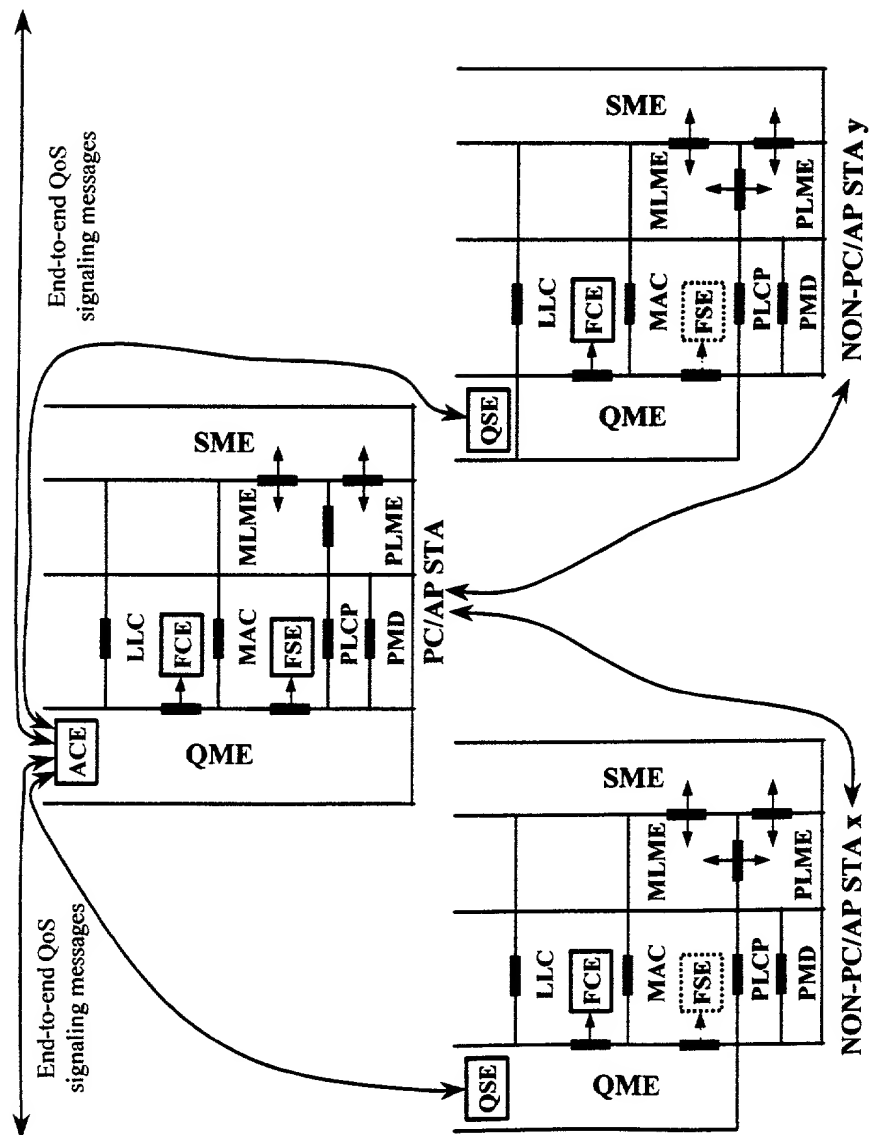 End-to-end QoS
signaling messages
End-to-end QoS
signaling messages
ACE
QME
LLC
FCE
MAC
FSE
PLCP
PMD
MLME
PLME
SME
PC/AP STA
QSE
QME
LLC
FCE
MAC
FSE
PLCP
PMD
MLME
PLME
SME
NON-PC/AP STA x
QSE
QME
LLC
FCE
MAC
FSE
PLCP
PMD
MLME
PLME
SME
NON-PC/AP STA y